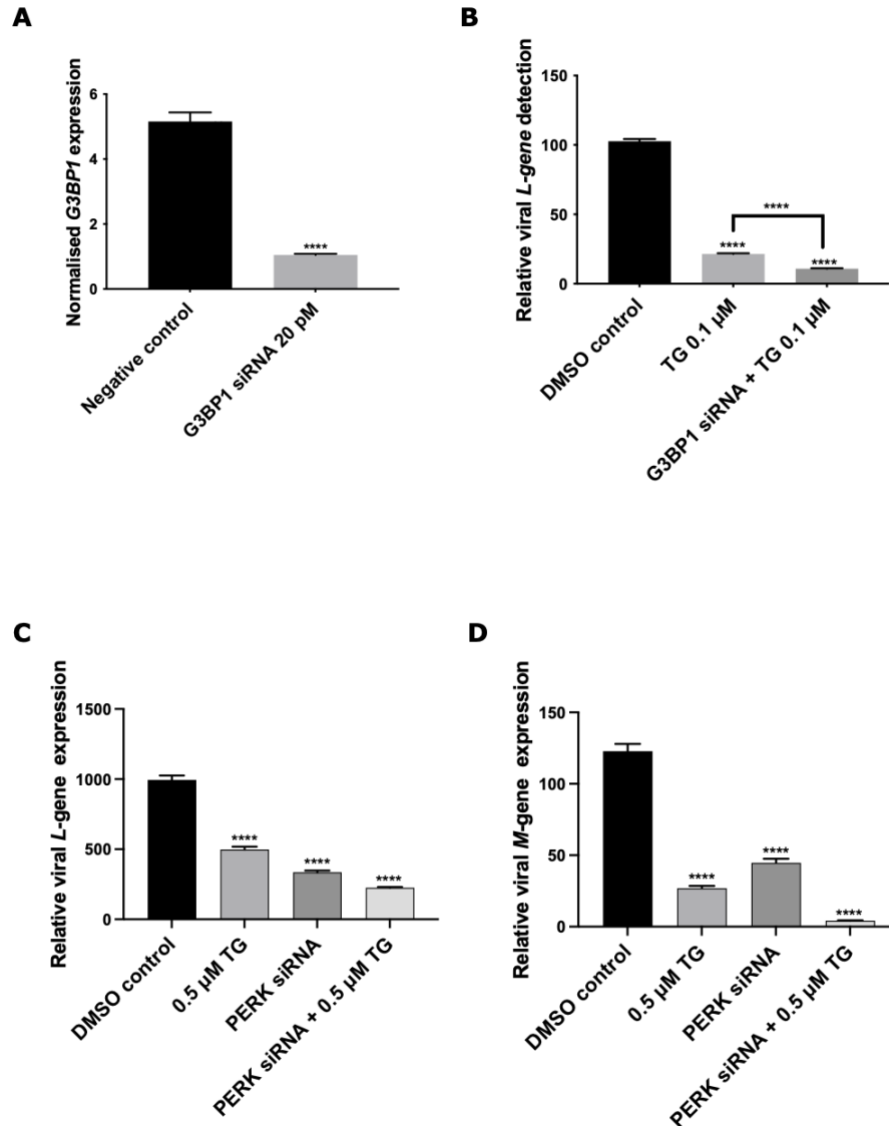 A
Normalised G3BP1 expression
6
4
2
0
****
Negative control
G3BP1 siRNA 20 pM
B
Relative viral L-gene detection
150
100
50
0
****
****
****
DMSO control
TG 0.1 µM
G3BP1 siRNA + TG 0.1 µM
C
Relative viral L-gene expression
1500
1000
500
0
****
****
****
DMSO control
0.5 µM TG
PERK siRNA
PERK siRNA + 0.5 µM TG
D
Relative viral M-gene expression
150
100
50
0
****
****
****
DMSO control
0.5 µM TG
PERK siRNA
PERK siRNA + 0.5 µM TG